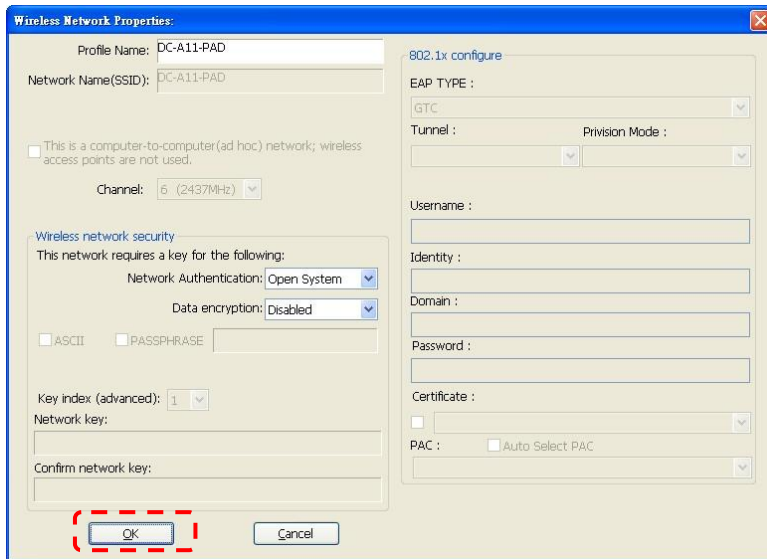 Wireless Network Properties:
Profile Name: DC-A11-PAD
Network Name(SSID): DC-A11-PAD
This is a computer-to-computer(ad hoc) network; wireless
access points are not used.
Channel: 6 (2437MHz)
Wireless network security
This network requires a key for the following:
Network Authentication: Open System
Data encryption: Disabled
ASCII PASSPHRASE
Key index (advanced): 1
Network key:
Confirm network key:
OK Cancel
802.1x configure
EAP TYPE :
GTC
Tunnel : Privision Mode :
Username :
Identity :
Domain :
Password :
Certificate :
PAC : Auto Select PAC